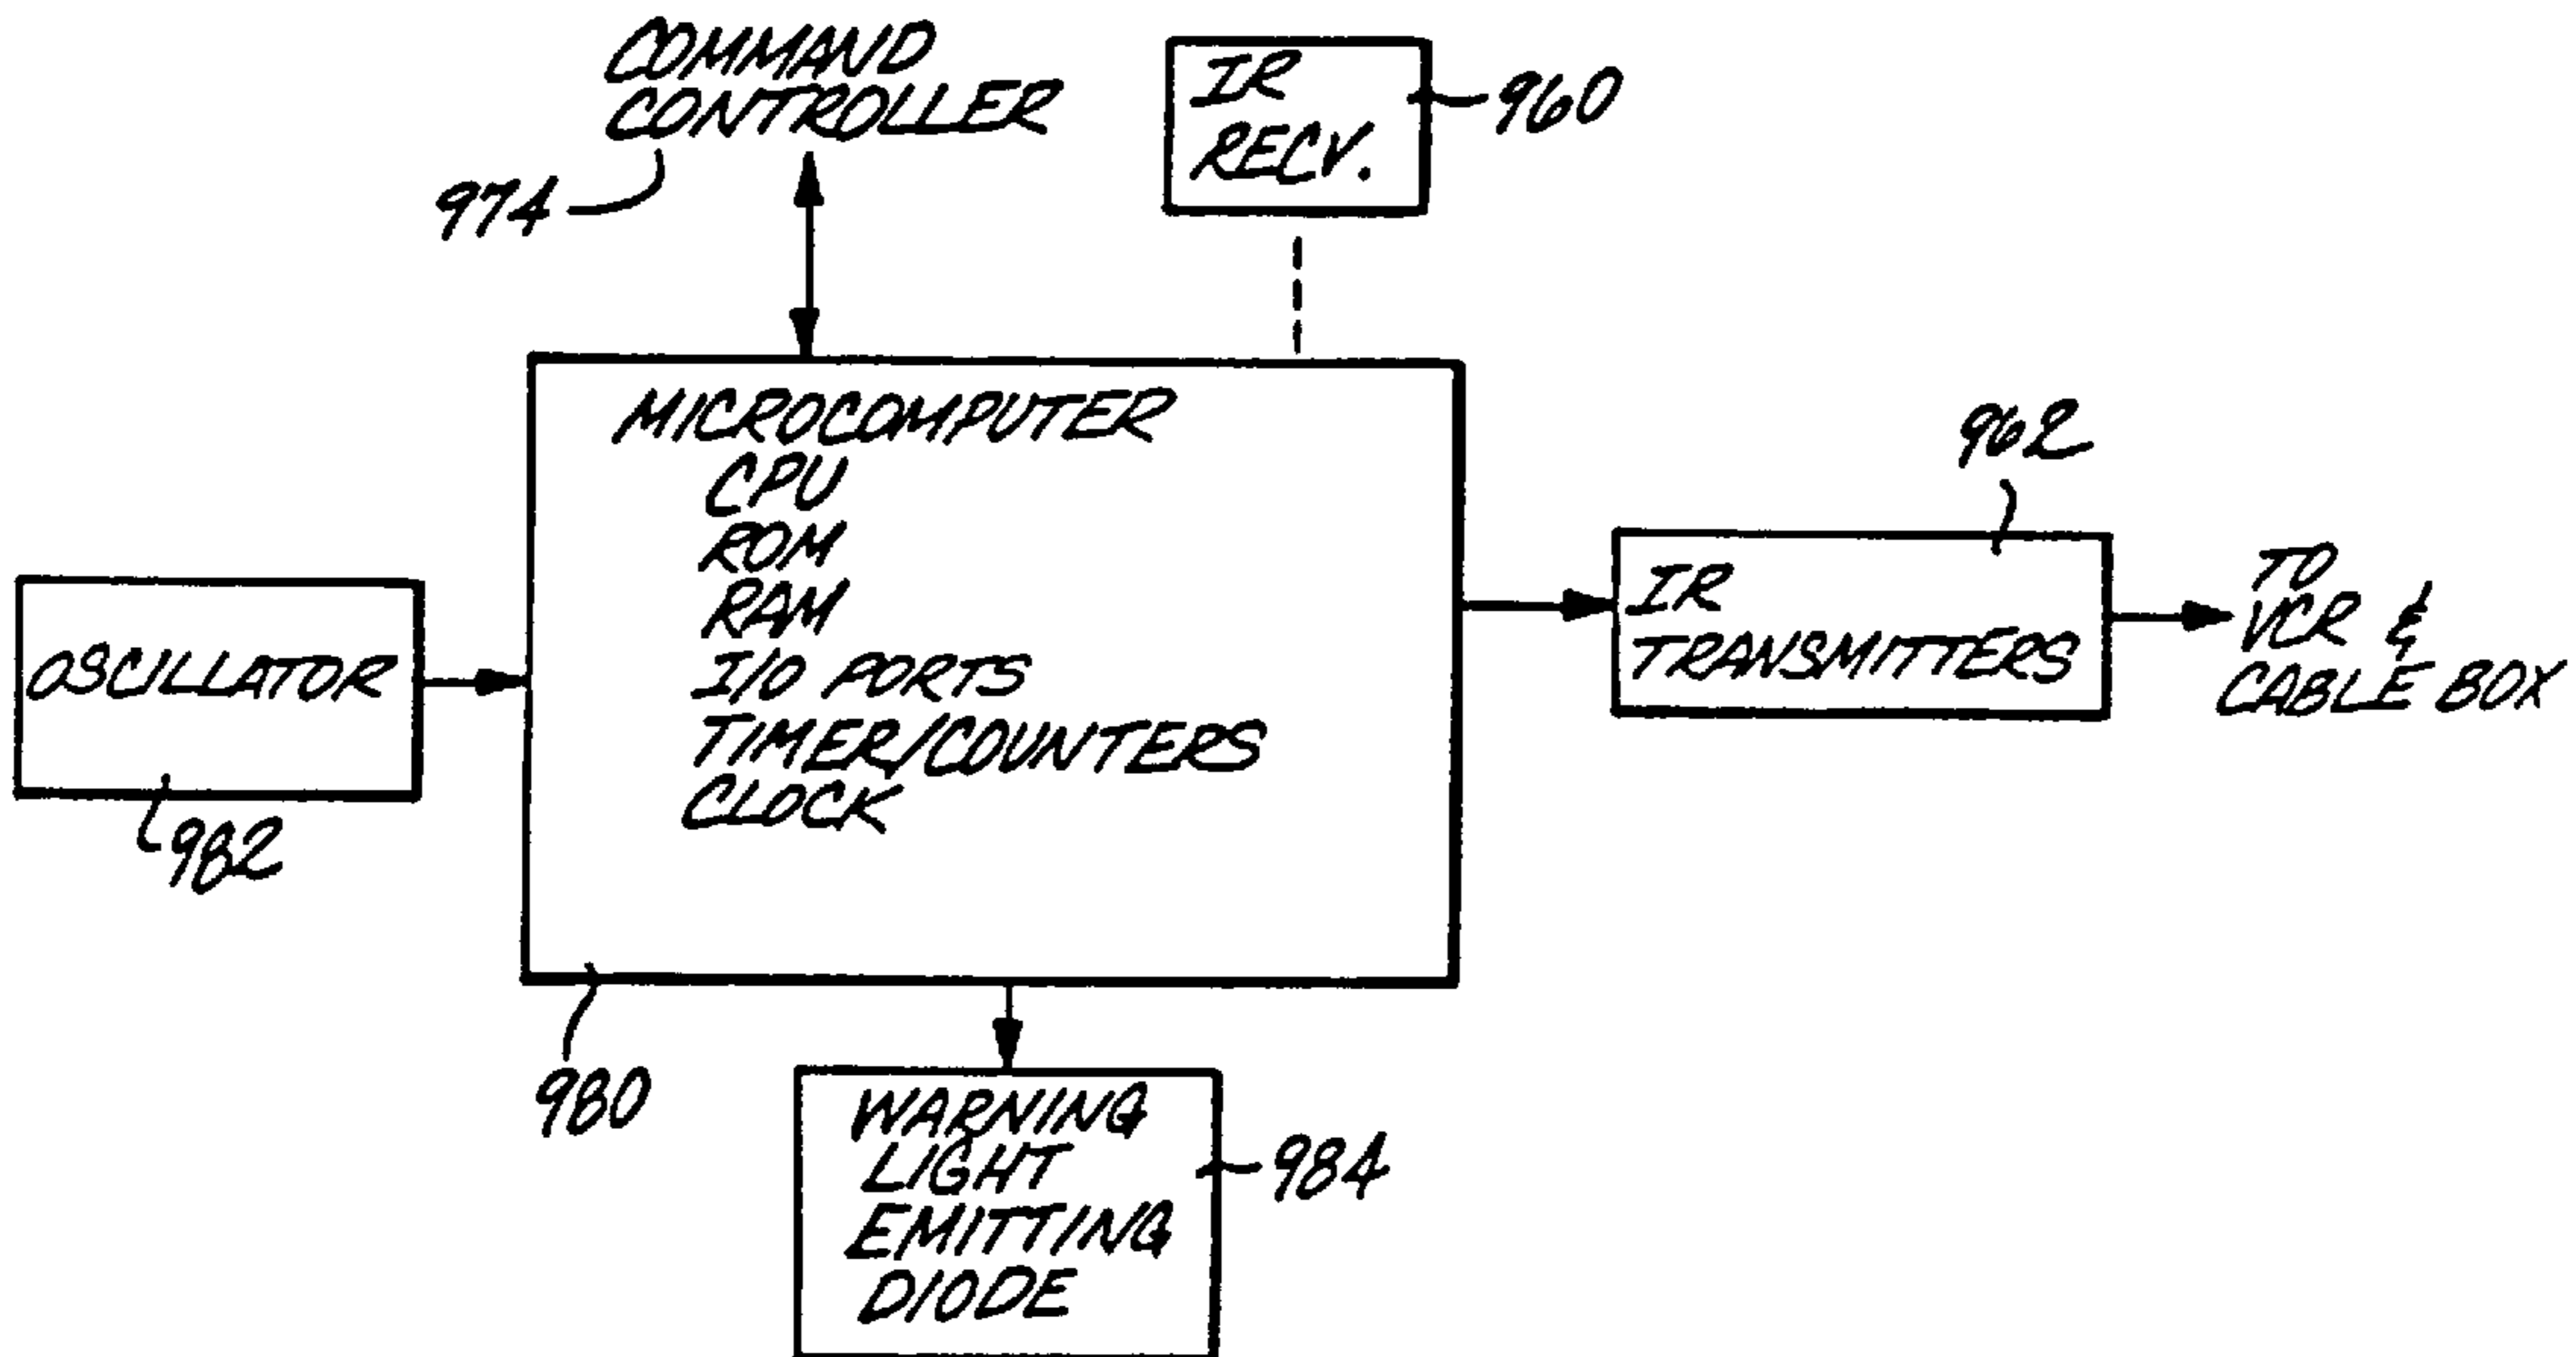 COMMAND
CONTROLLER
974
IR
RECV.
960
MICROCOMPUTER
CPU
ROM
RAM
I/O PORTS
TIMER/COUNTERS
CLOCK
980
OSCILLATOR
982
962
IR
TRANSMITTERS
TO
VCR &
CABLE BOX
WARNING
LIGHT
EMITTING
DIODE
984